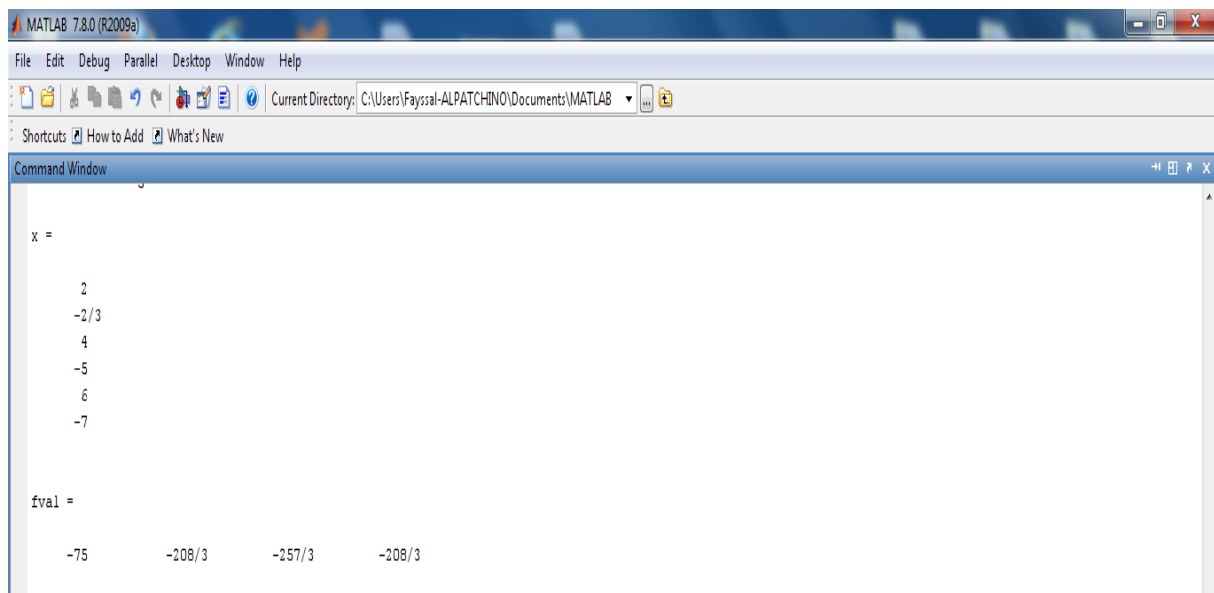 MATLAB 7.8.0 (R2009a)
File Edit Debug Parallel Desktop Window Help
Current Directory: C:\Users\Fayssal-ALPATCHINO\Documents\MATLAB
Shortcuts How to Add What's New
Command Window
x =
2
-2/3
4
-5
6
-7
fval =
-75 -208/3 -257/3 -208/3